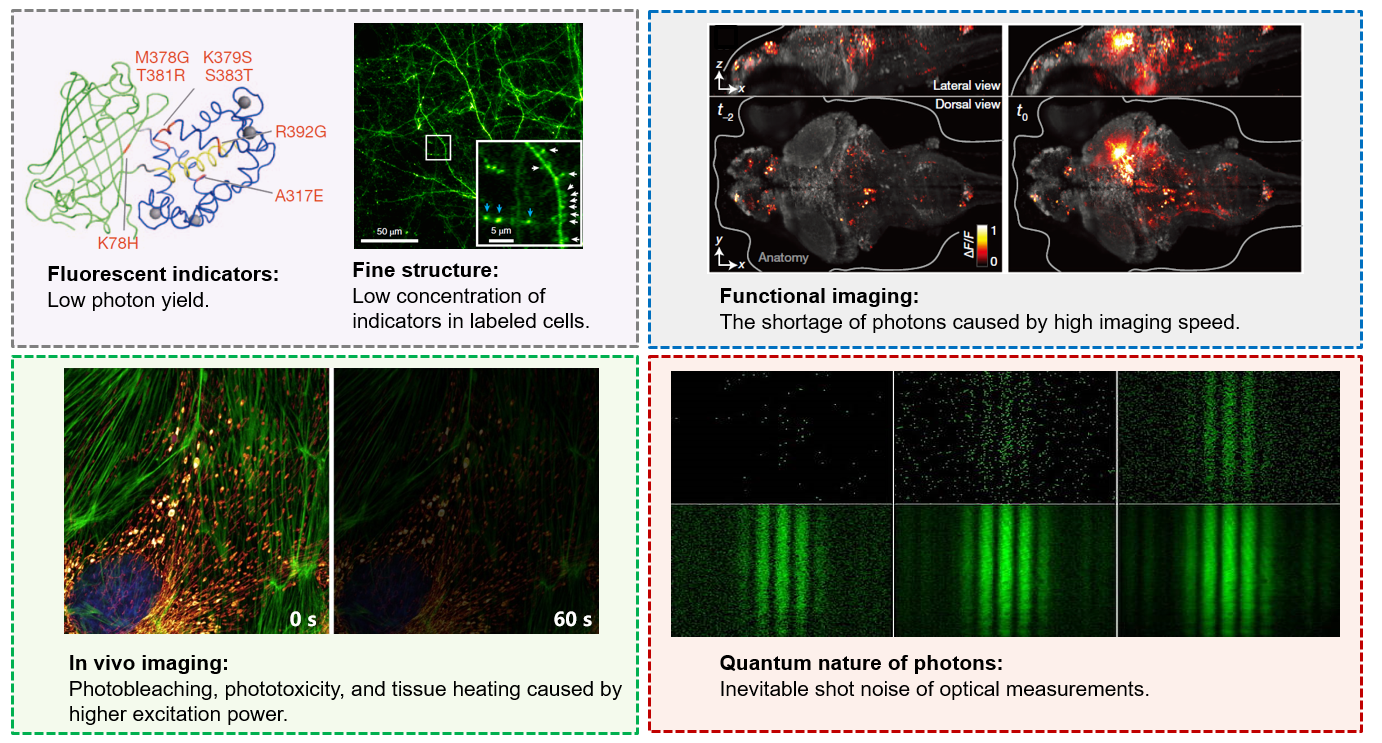 M378G K379S
T381R S383T
R392G
A317E
K78H
Fluorescent indicators:
Low photon yield.
50 μm
5 μm
Fine structure:
Low concentration of
indicators in labeled cells.
z
x
Lateral view
Dorsal view
t-2
t0
y
x
Anatomy
ΔF/F
1
0
Functional imaging:
The shortage of photons caused by high imaging speed.
0 s
60 s
In vivo imaging:
Photobleaching, phototoxicity, and tissue heating caused by
higher excitation power.
Quantum nature of photons:
Inevitable shot noise of optical measurements.